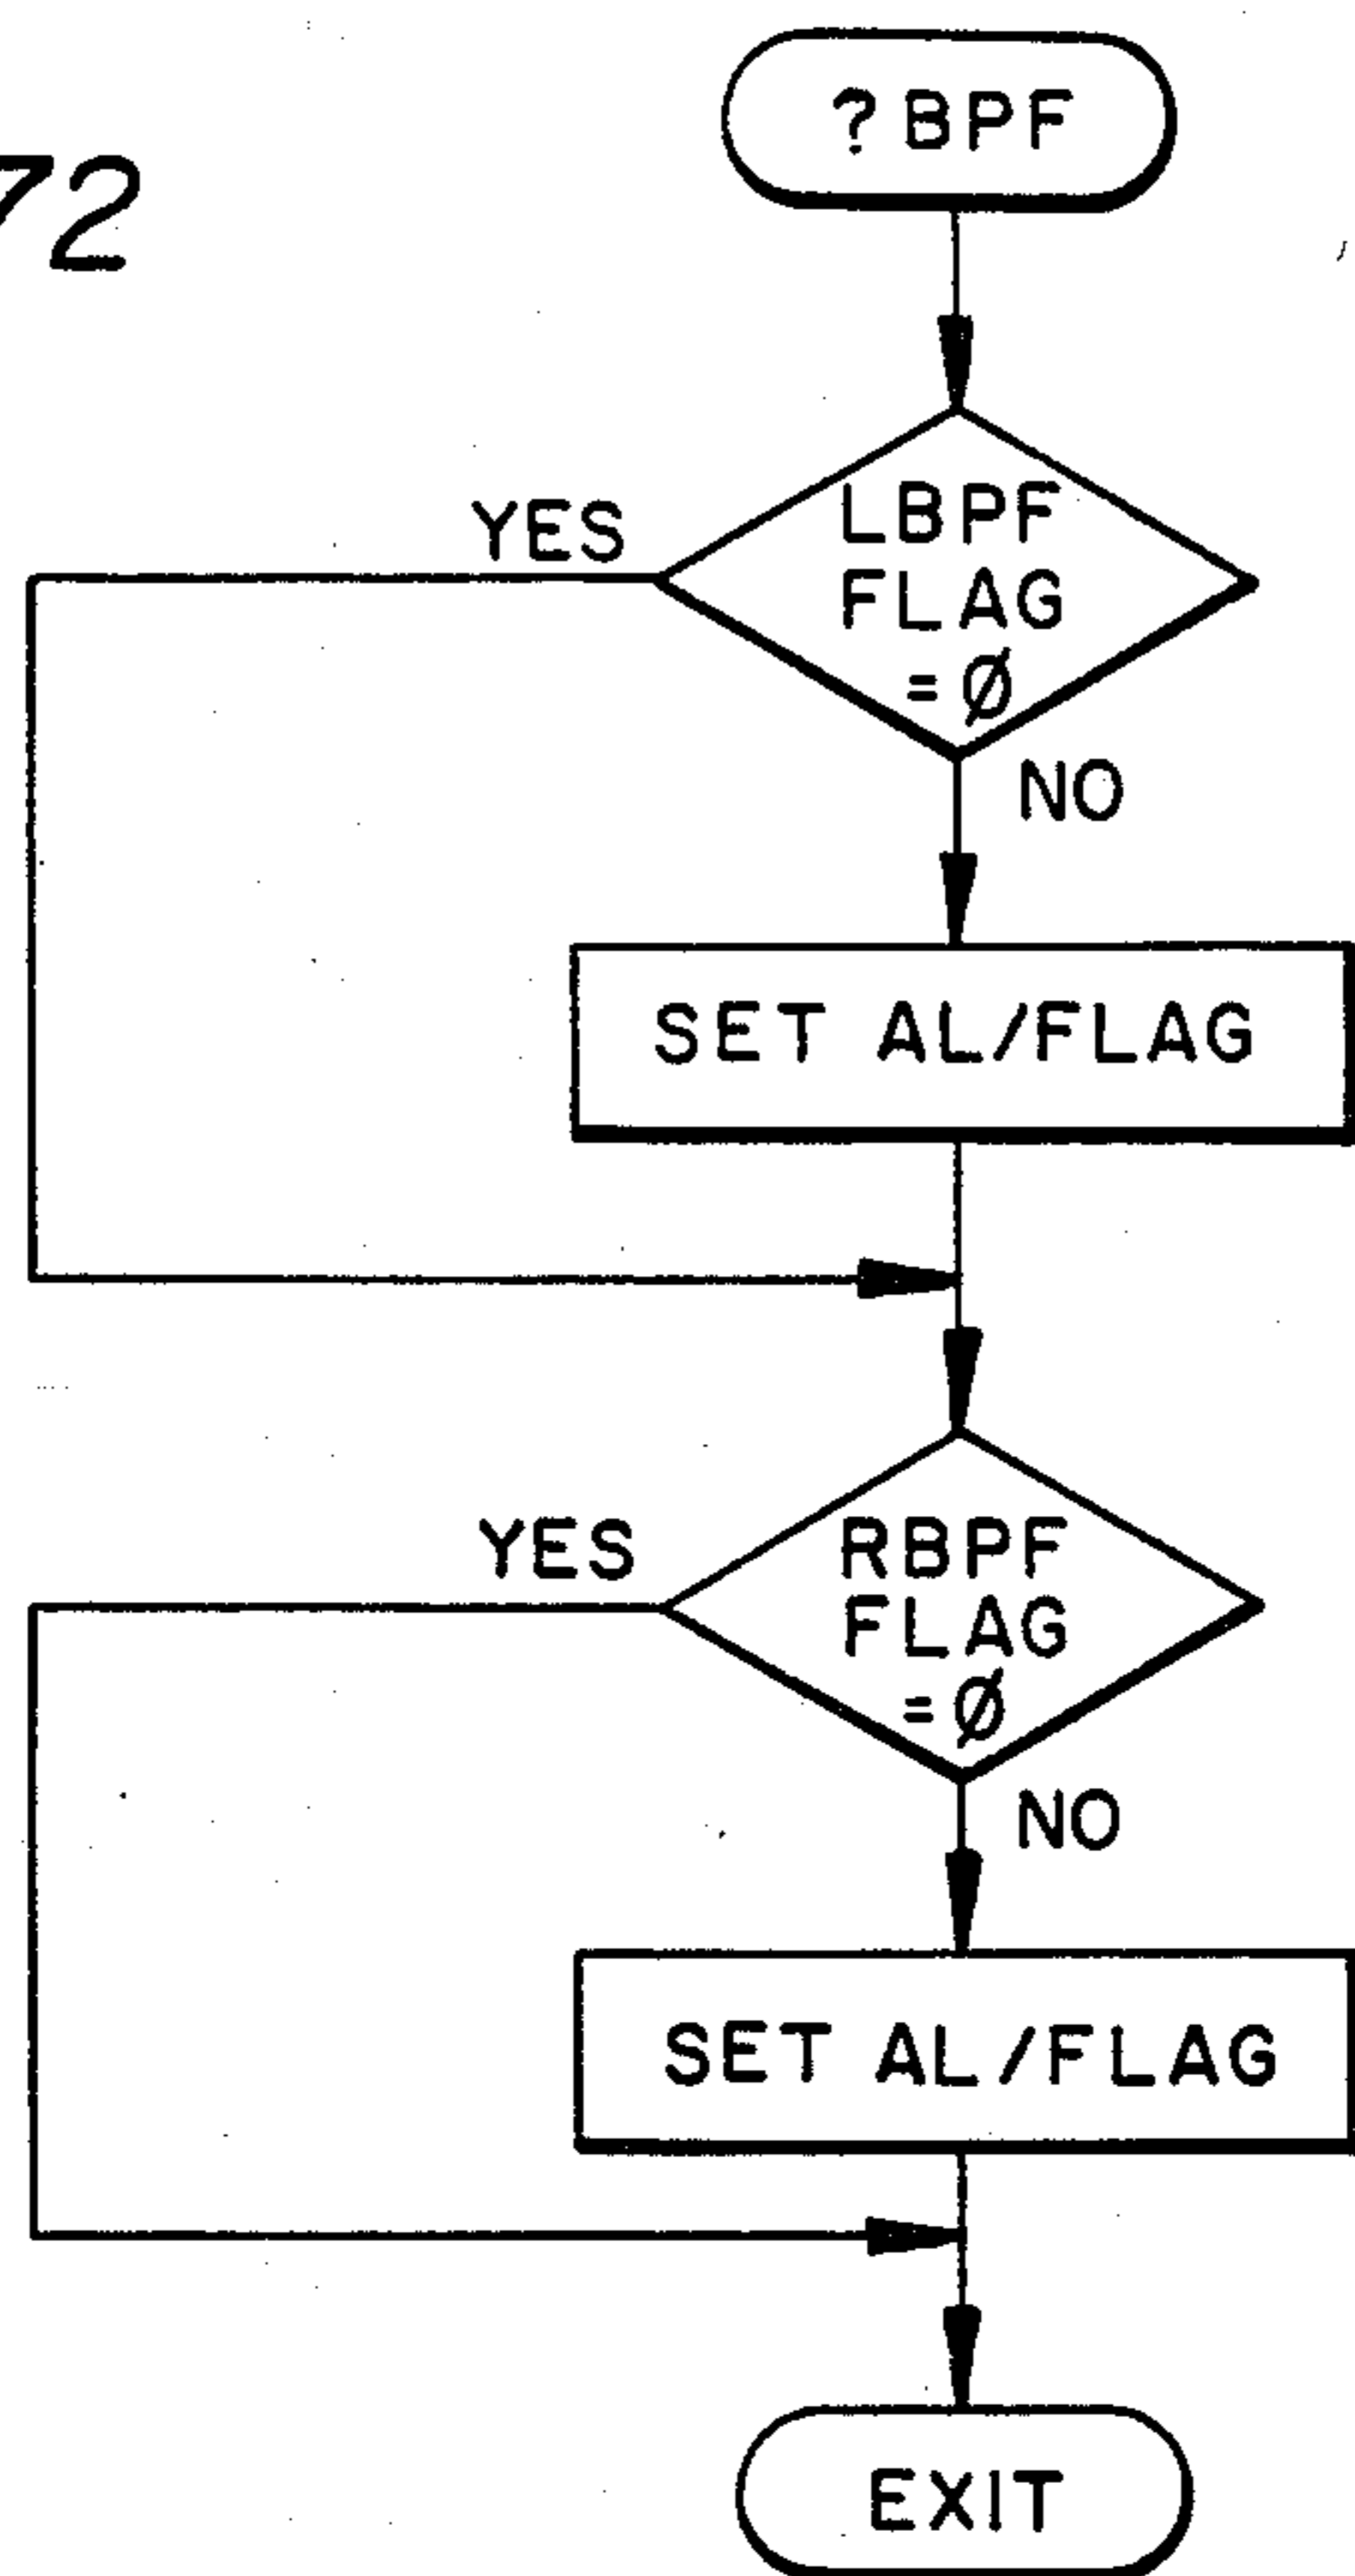 72
?BPF
YES
LBPF
FLAG
=Ø
NO
SET AL/FLAG
YES
RBPF
FLAG
=Ø
NO
SET AL/FLAG
EXIT